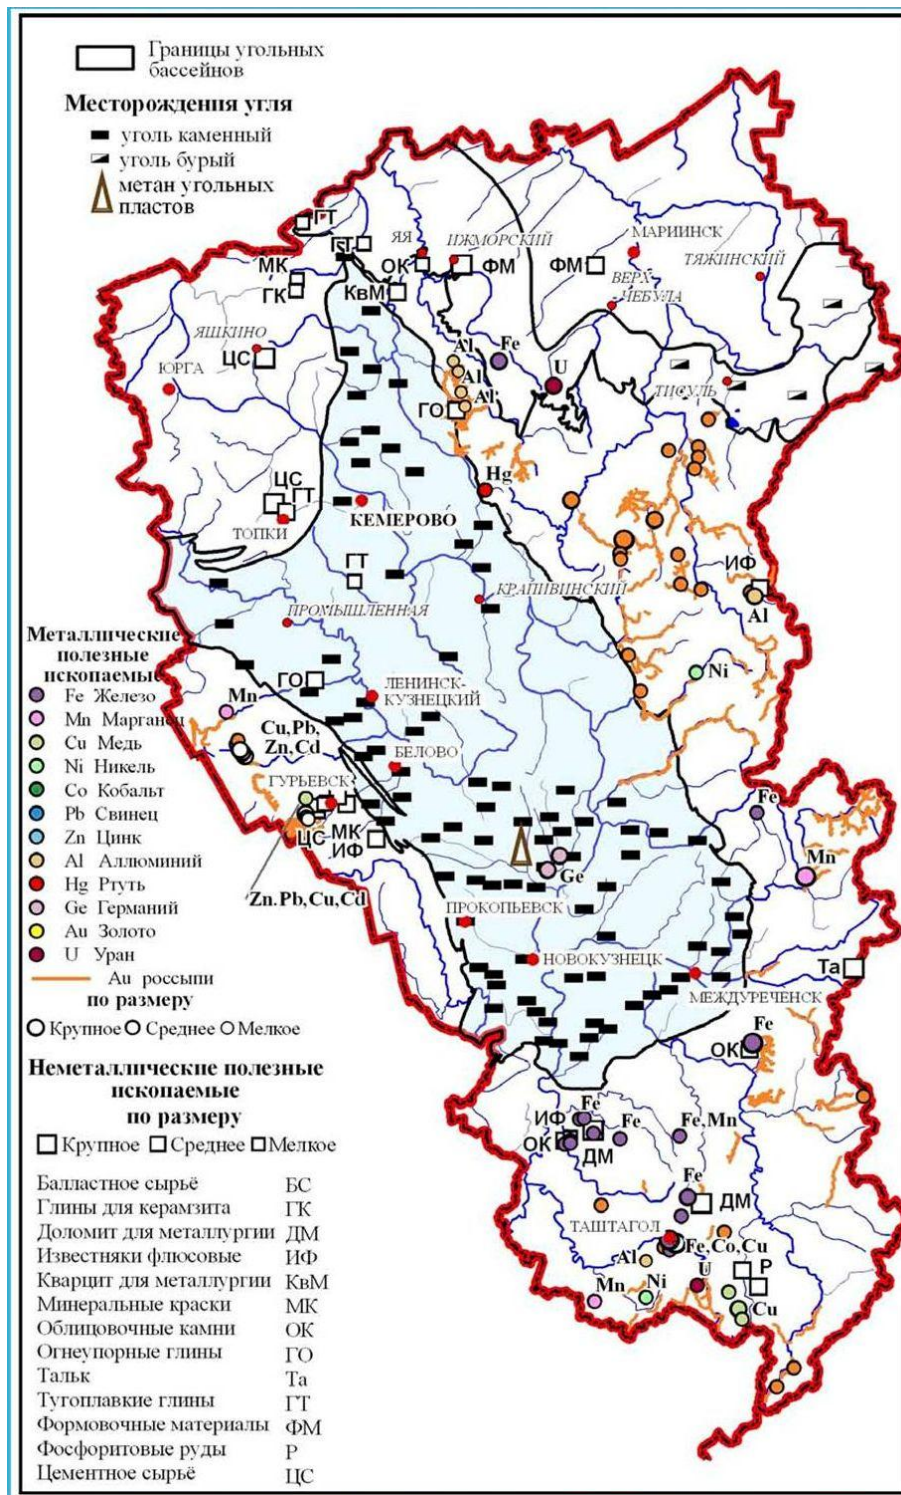 Границы угольных
бассейнов
Месторождения угля
уголь каменный
уголь бурый
метан угольных
пластов
ГТ
ГТ
ЯЯ
ИЖМОРСКИЙ
МАРИИНСК
ТЯЖИНСКИЙ
МК
ОК
ФМ
ФМ
ГК
КвМ
ВЕРХ-
ЧЕБУЛА
ЯШКИНО
ЦС
Al
Fe
ЮРГА
Al
U
ТИСУЛЬ
Al
ГО
Hg
ЦС
ГТ
КЕМЕРОВО
ТОПКИ
ГТ
ИФ
КРАПИВИНСКИЙ
Al
ПРОМЫШЛЕННАЯ
Металлические
полезные
ископаемые
Fe Железо
Mn Марганец
Cu Медь
Ni Никель
Co Кобальт
Pb Свинец
Zn Цинк
Al Аллюминий
Hg Ртуть
Ge Германий
Au Золото
U Уран
Au россыпи
по размеру
Крупное Среднее Мелкое
ГО
ЛЕНИНСК-
КУЗНЕЦКИЙ
Ni
Mn
Cu,Pb,
Zn,Cd
БЕЛОВО
ГУРЬЕВСК
Fe
МК
ЦС
ИФ
Mn
Ge
Zn.Pb,Cu,Cd
ПРОКОПЬЕВСК
НОВОКУЗНЕЦК
Та
МЕЖДУРЕЧЕНСК
Fe
ОК
Неметаллические полезные
ископаемые
по размеру
Крупное Среднее Мелкое
Балластное сырьё БС
Глины для керамзита ГК
Доломит для металлургии ДМ
Известняки флюсовые ИФ
Кварцит для металлургии КвМ
Минеральные краски МК
Облицовочные камни ОК
Огнеупорные глины ГО
Тальк Та
Тугоплавкие глины ГТ
Формовочные материалы ФМ
Фосфоритовые руды Р
Цементное сырьё ЦС
ИФ
Fe
Fe
Fe,Mn
ОК
ДМ
Fe
ДМ
ТАШТАГОЛ
Fe,Co,Cu
Al
U
Р
Mn
Ni
Cu